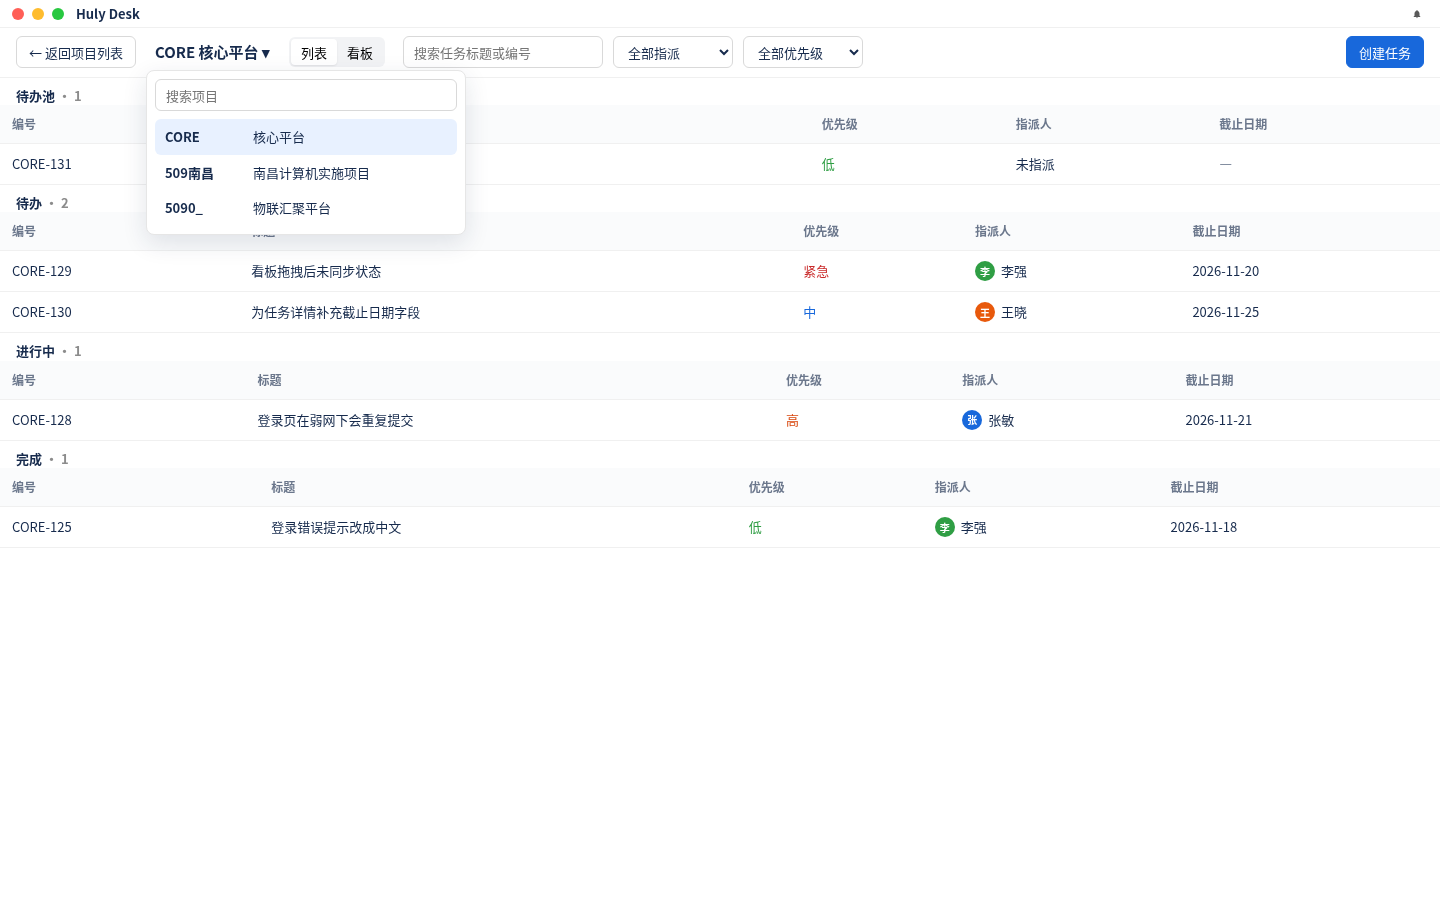 Huly Desk
← 返回项目列表 CORE 核心平台 ▾ 列表 看板 搜索任务标题或编号 全部指派 全部优先级 创建任务
搜索项目
CORE 核心平台
509南昌 南昌计算机实施项目
5090_ 物联汇聚平台
待办池 · 1
编号 优先级 指派人 截止日期
CORE-131 低 未指派 —
待办 · 2
编号 优先级 指派人 截止日期
CORE-129 看板拖拽后未同步状态 紧急 李 李强 2026-11-20
CORE-130 为任务详情补充截止日期字段 中 王 王晓 2026-11-25
进行中 · 1
编号 标题 优先级 指派人 截止日期
CORE-128 登录页在弱网下会重复提交 高 张 张敏 2026-11-21
完成 · 1
编号 标题 优先级 指派人 截止日期
CORE-125 登录错误提示改成中文 低 李 李强 2026-11-18